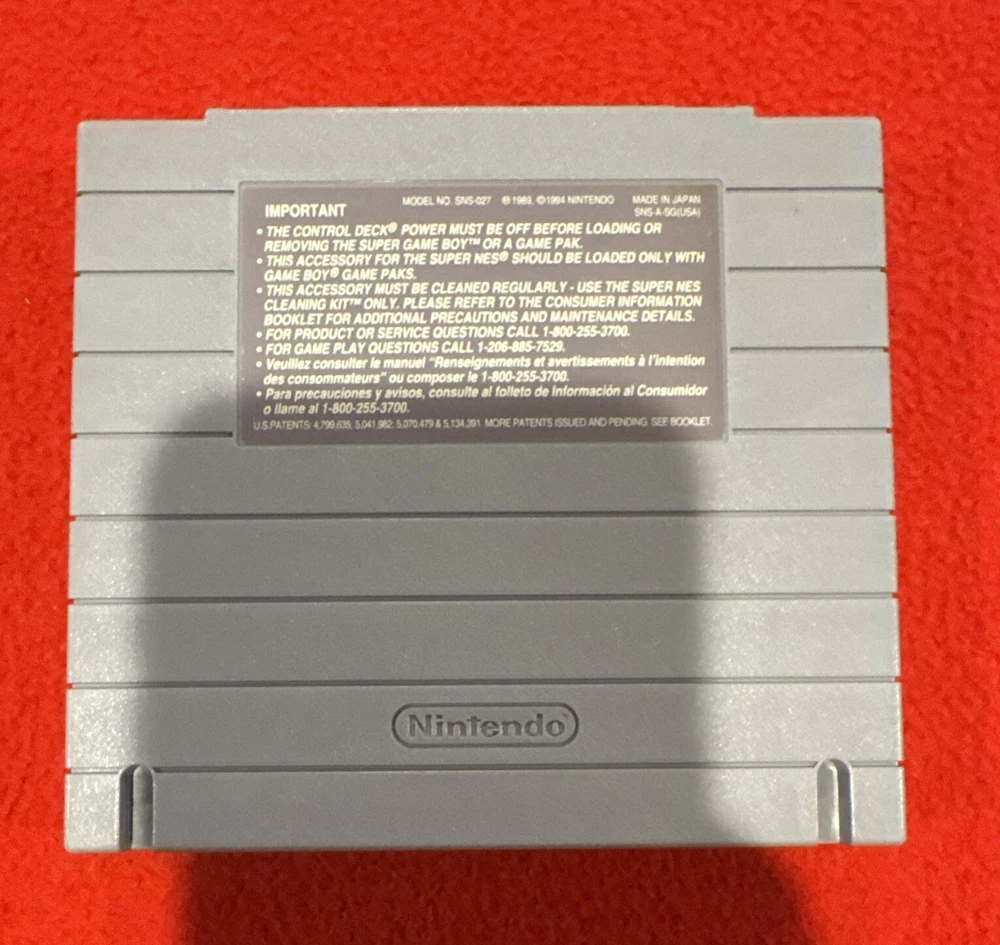 MODEL NO. SNS-027 ℗1989, ©1994 NINTENDO MADE IN JAPAN
IMPORTANT SNS-A-SG(USA)
• THE CONTROL DECK® POWER MUST BE OFF BEFORE LOADING OR
REMOVING THE SUPER GAME BOY™ OR A GAME PAK.
• THIS ACCESSORY FOR THE SUPER NES® SHOULD BE LOADED ONLY WITH
GAME BOY® GAME PAKS.
• THIS ACCESSORY MUST BE CLEANED REGULARLY - USE THE SUPER NES
CLEANING KIT™ ONLY. PLEASE REFER TO THE CONSUMER INFORMATION
BOOKLET FOR ADDITIONAL PRECAUTIONS AND MAINTENANCE DETAILS.
• FOR PRODUCT OR SERVICE QUESTIONS CALL 1-800-255-3700.
• FOR GAME PLAY QUESTIONS CALL 1-206-885-7529.
• Veuillez consulter le manuel "Renseignements et avertissements à l'intention
des consommateurs" ou composer le 1-800-255-3700.
• Para precauciones y avisos, consulte al folleto de Información al Consumidor
o llame al 1-800-255-3700.
U.S.PATENTS: 4,799,635, 5,041,982, 5,070,479 & 5,134,391. MORE PATENTS ISSUED AND PENDING. SEE BOOKLET.
Nintendo™